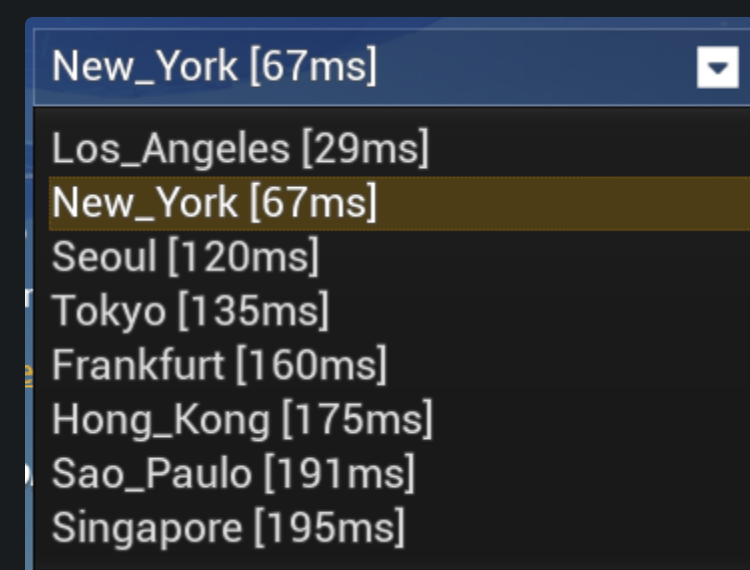 New_York [67ms]
Los_Angeles [29ms]
New_York [67ms]
Seoul [120ms]
Tokyo [135ms]
Frankfurt [160ms]
Hong_Kong [175ms]
Sao_Paulo [191ms]
Singapore [195ms]